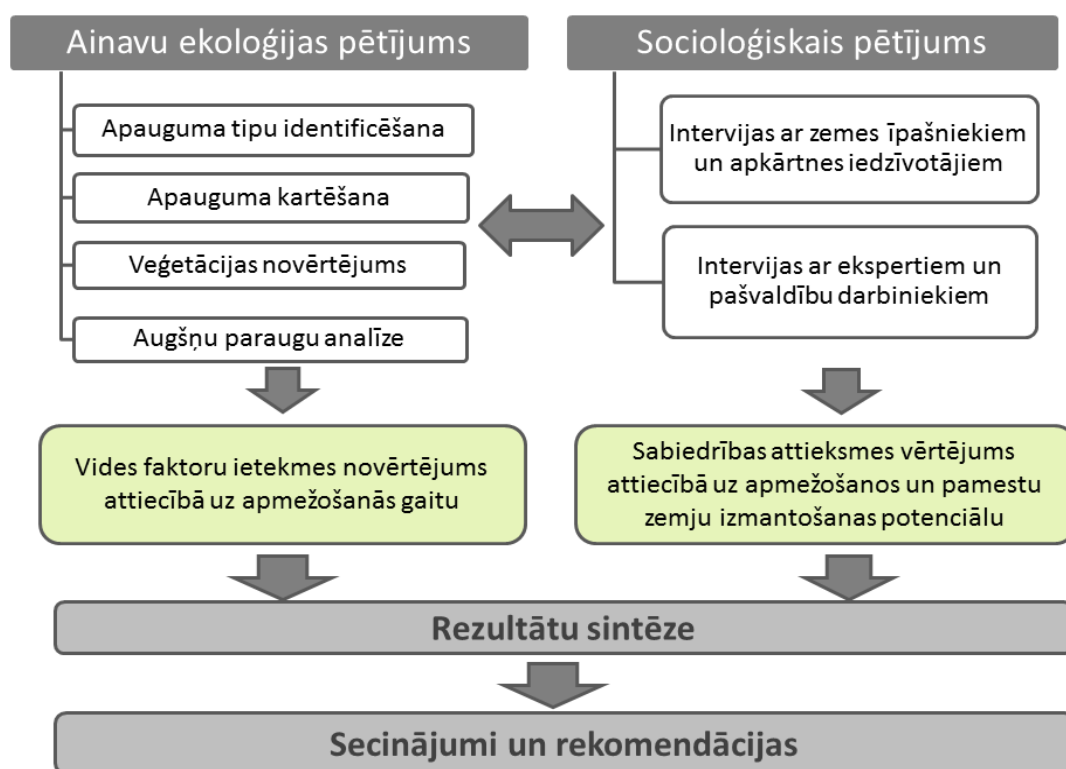 Ainavu ekoloģijas pētījums
Apauguma tipu identificēšana
Apauguma kartēšana
Veģetācijas novērtējums
Augšņu paraugu analīze
Vides faktoru ietekmes novērtējums
attiecībā uz apmežošanās gaitu
Socioloģiskais pētījums
Intervijas ar zemes īpašniekiem
un apkārtnes iedzīvotājiem
Intervijas ar ekspertiem un
pašvaldību darbiniekiem
Sabiedrības attieksmes vērtējums
attiecībā uz apmežošanos un pamestu
zemju izmantošanas potenciālu
Rezultātu sintēze
Secinājumi un rekomendācijas